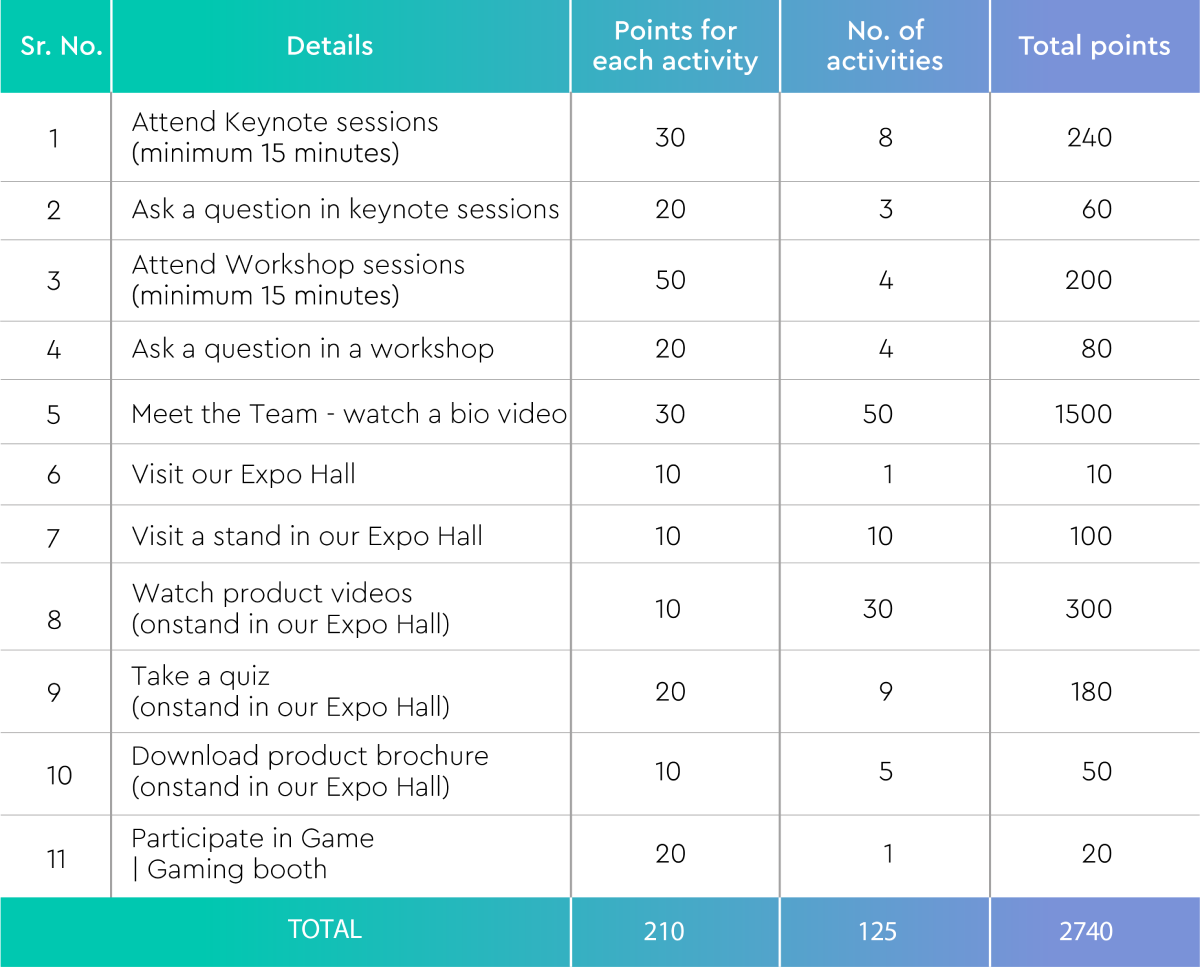 Sr. No. Details Points for each activity No. of activities Total points
1 Attend Keynote sessions 30 8 240
(minimum 15 minutes)
2 Ask a question in keynote sessions 20 3 60
3 Attend Workshop sessions 50 4 200
(minimum 15 minutes)
4 Ask a question in a workshop 20 4 80
5 Meet the Team - watch a bio video 30 50 1500
6 Visit our Expo Hall 10 1 10
7 Visit a stand in our Expo Hall 10 10 100
8 Watch product videos 10 30 300
(onstand in our Expo Hall)
9 Take a quiz 20 9 180
(onstand in our Expo Hall)
10 Download product brochure 10 5 50
(onstand in our Expo Hall)
11 Participate in Game 20 1 20
| Gaming booth
TOTAL 210 125 2740